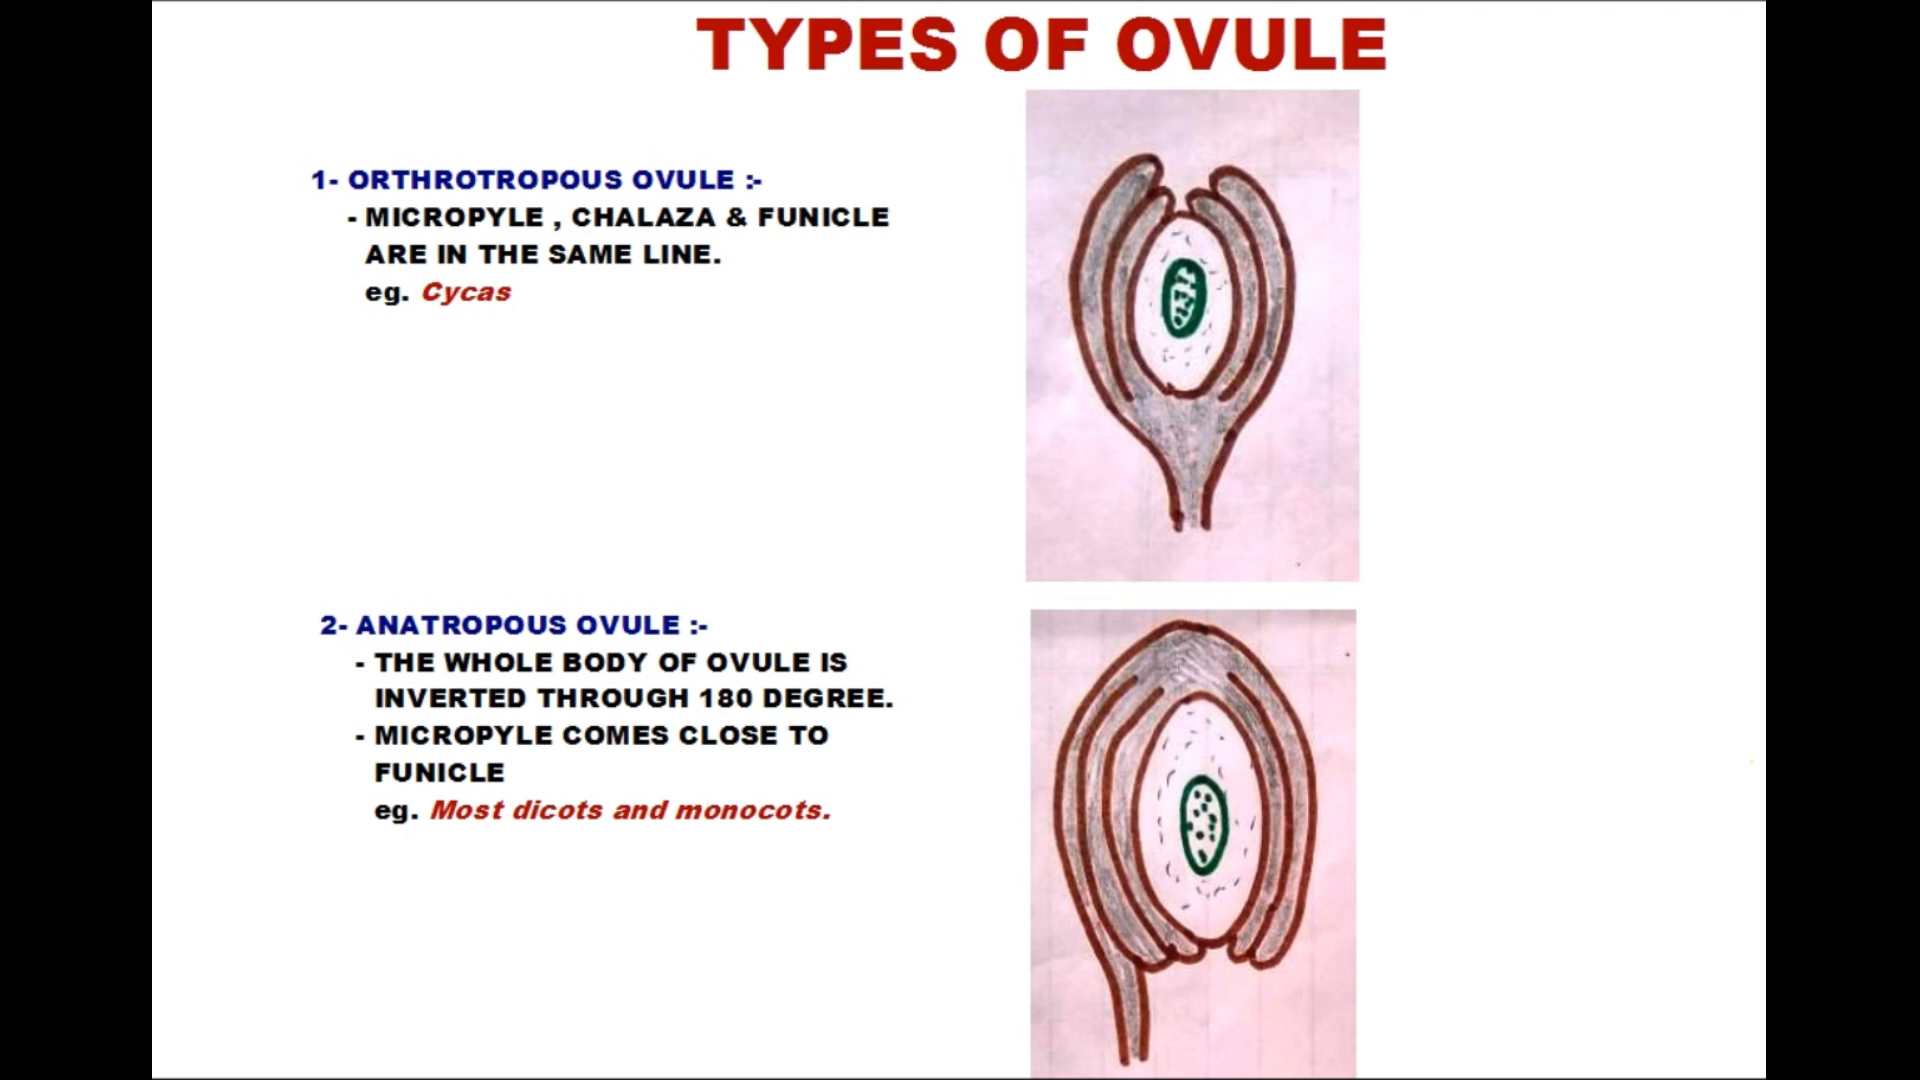 TYPES OF OVULE
1- ORTHROTROPOUS OVULE :-
- MICROPYLE , CHALAZA & FUNICLE
ARE IN THE SAME LINE.
eg. Cycas
2- ANATROPOUS OVULE :-
- THE WHOLE BODY OF OVULE IS
INVERTED THROUGH 180 DEGREE.
- MICROPYLE COMES CLOSE TO
FUNICLE
eg. Most dicots and monocots.